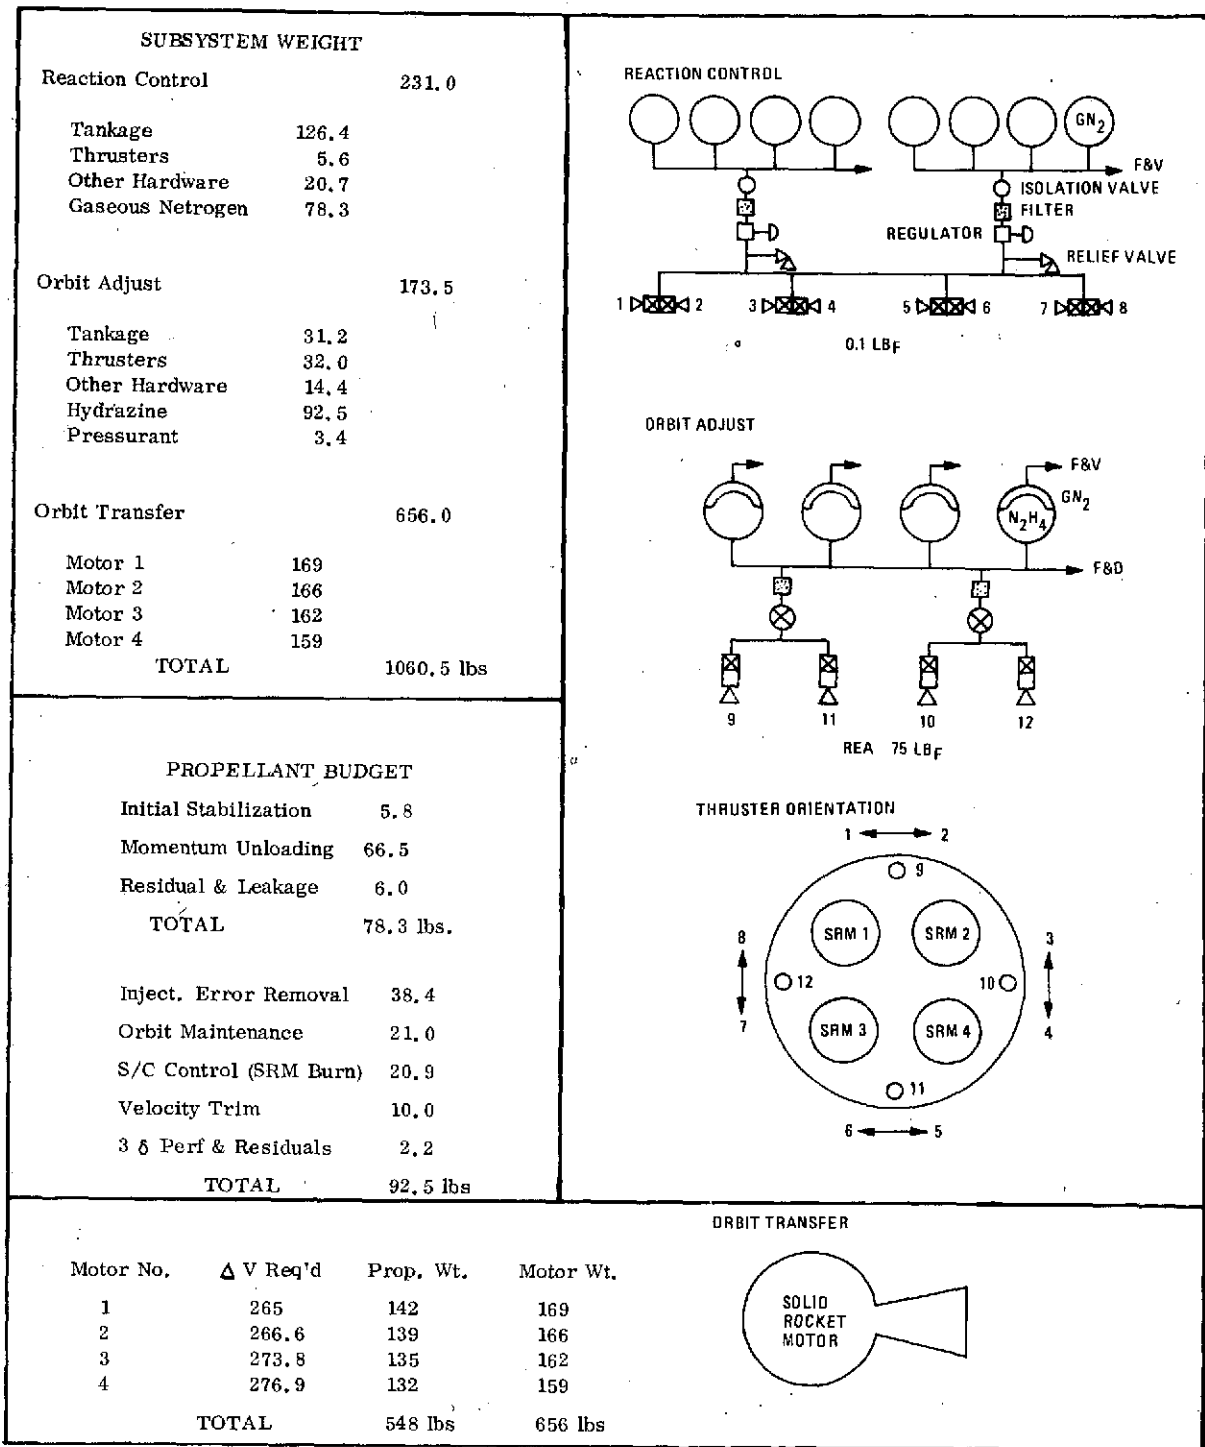 SUBSYSTEM WEIGHT
Reaction Control 231.0
Tankage 126.4
Thrusters 5.6
Other Hardware 20.7
Gaseous Netrogen 78.3
Orbit Adjust 173.5
Tankage 31.2
Thrusters 32.0
Other Hardware 14.4
Hydrazine 92.5
Pressurant 3.4
Orbit Transfer 656.0
Motor 1 169
Motor 2 166
Motor 3 162
Motor 4 159
TOTAL 1060.5 lbs
PROPELLANT BUDGET
Initial Stabilization 5.8
Momentum Unloading 66.5
Residual & Leakage 6.0
TOTAL 78.3 lbs.
Inject. Error Removal 38.4
Orbit Maintenance 21.0
S/C Control (SRM Burn) 20.9
Velocity Trim 10.0
3 δ Perf & Residuals 2.2
TOTAL 92.5 lbs
REACTION CONTROL
GN2
F&V
ISOLATION VALVE
FILTER
REGULATOR
RELIEF VALVE
1 2 3 4 5 6 7 8
0.1 LBF
ORBIT ADJUST
F&V
GN2
N2H4
F&D
9 11 10 12
REA 75 LBF
THRUSTER ORIENTATION
1 2
9
SRM 1 SRM 2
8 3
12 10
7 4
SRM 3 SRM 4
11
6 5
Motor No. Δ V Req'd Prop. Wt. Motor Wt.
1 265 142 169
2 266.6 139 166
3 273.8 135 162
4 276.9 132 159
TOTAL 548 lbs 656 lbs
ORBIT TRANSFER
SOLID
ROCKET
MOTOR